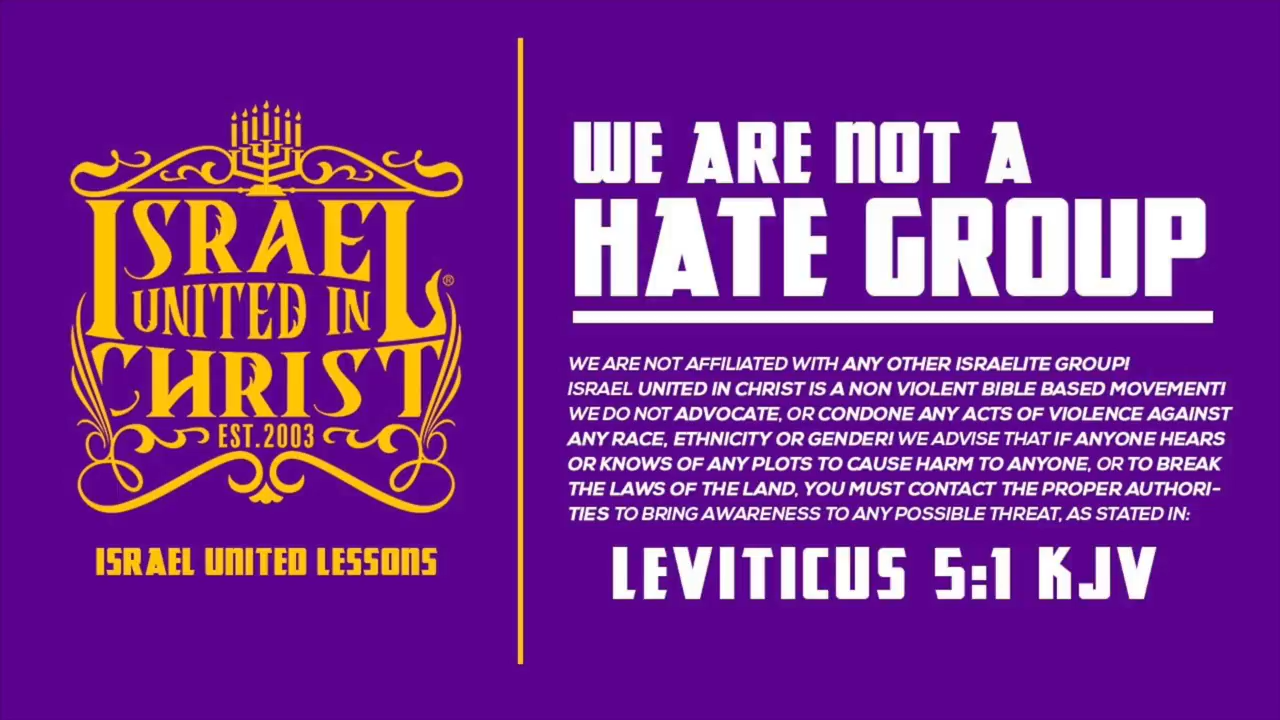 ISRAEL
UNITED IN
CHRIST
®
EST.2003
ISRAEL UNITED LESSONS
WE ARE NOT A
HATE GROUP
WE ARE NOT AFFILIATED WITH ANY OTHER ISRAELITE GROUP!
ISRAEL UNITED IN CHRIST IS A NON VIOLENT BIBLE BASED MOVEMENT!
WE DO NOT ADVOCATE, OR CONDONE ANY ACTS OF VIOLENCE AGAINST
ANY RACE, ETHNICITY OR GENDER! WE ADVISE THAT IF ANYONE HEARS
OR KNOWS OF ANY PLOTS TO CAUSE HARM TO ANYONE, OR TO BREAK
THE LAWS OF THE LAND, YOU MUST CONTACT THE PROPER AUTHORI-
TIES TO BRING AWARENESS TO ANY POSSIBLE THREAT, AS STATED IN:
LEVITICUS 5:1 KJV